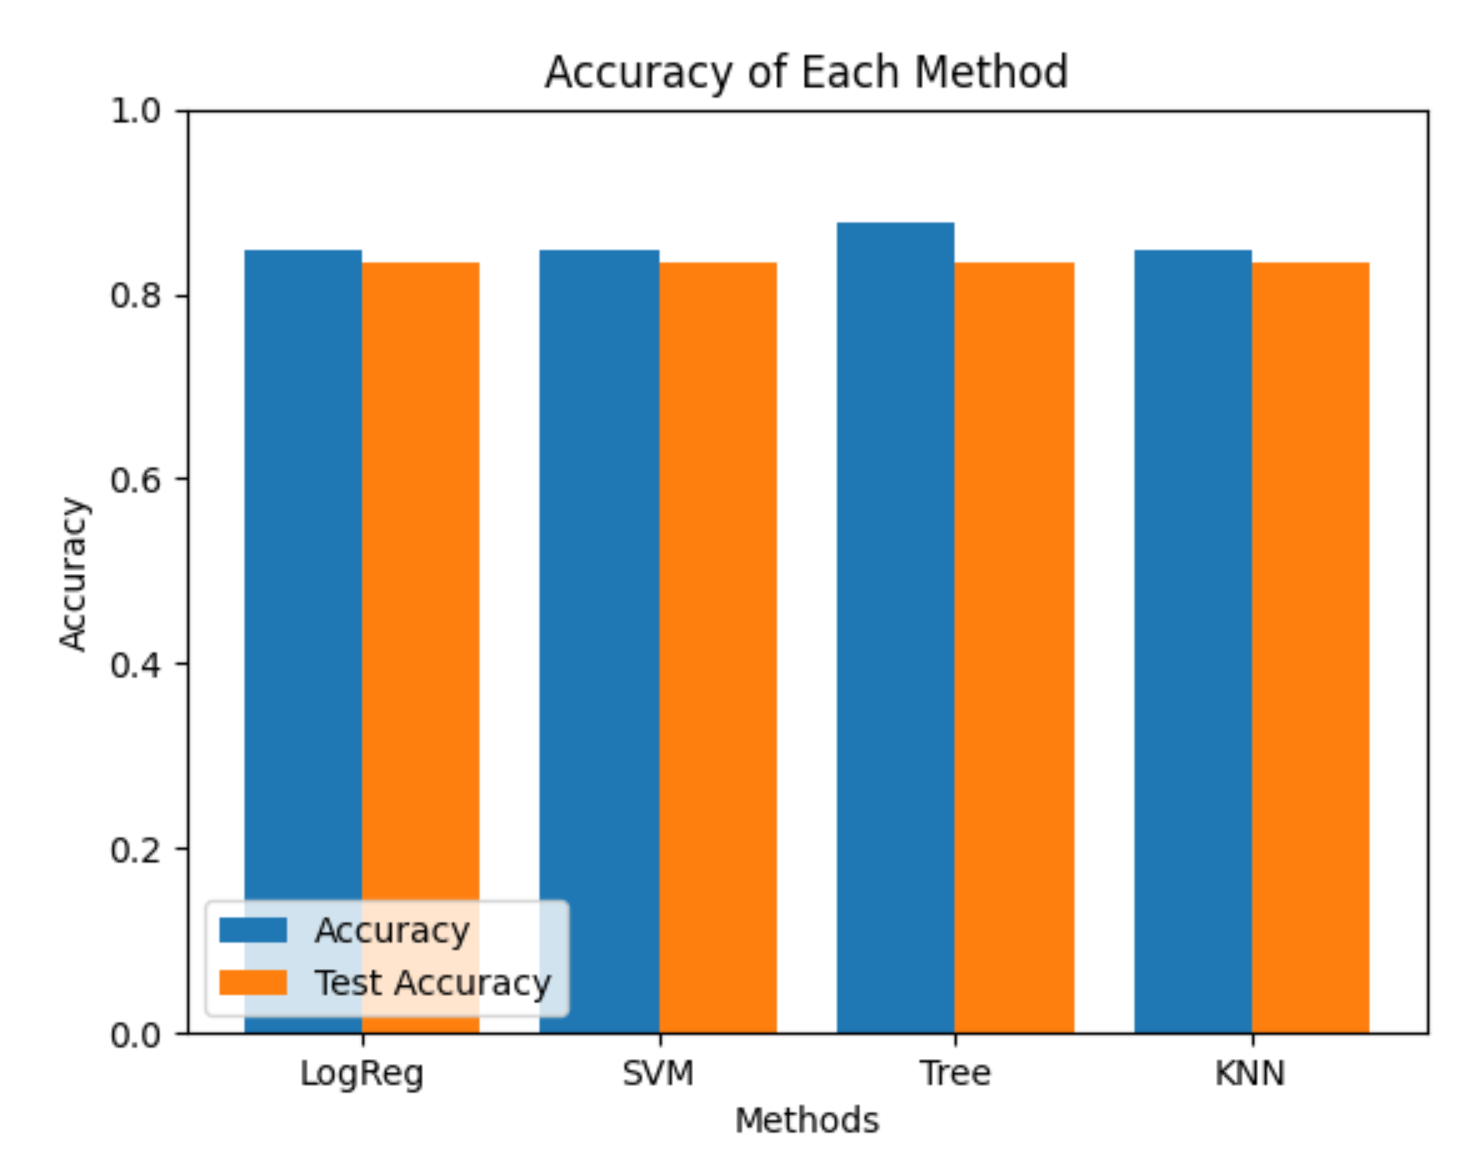 Accuracy of Each Method
1.0
0.8
0.6
0.4
0.2
0.0
Accuracy
Accuracy
Test Accuracy
LogReg SVM Tree KNN
Methods